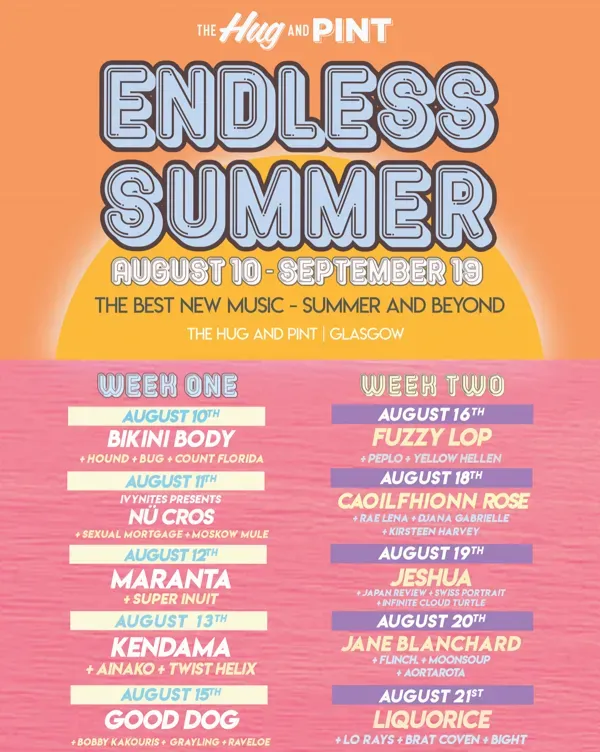 THE Hug AND PINT
ENDLESS
SUMMER
AUGUST 10 - SEPTEMBER 19
THE BEST NEW MUSIC – SUMMER AND BEYOND
THE HUG AND PINT | GLASGOW
WEEK ONE
AUGUST 10TH
BIKINI BODY
+ HOUND + BUG + COUNT FLORIDA
AUGUST 11TH
IVYNITES PRESENTS
NÜ CROS
+ SEXUAL MORTGAGE + MOSKOW MULE
AUGUST 12TH
MARANTA
+ SUPER INUIT
AUGUST 13TH
KENDAMA
+ AINAKO + TWIST HELIX
AUGUST 15TH
GOOD DOG
+ BOBBY KAKOURIS + GRAYLING + RAVELOE
WEEK TWO
AUGUST 16TH
FUZZY LOP
+ PEPLO + YELLOW HELLEN
AUGUST 18TH
CAOILFHIONN ROSE
+ RAE LENA + DJANA GABRIELLE
+ KIRSTEEN HARVEY
AUGUST 19TH
JESHUA
+ JAPAN REVIEW + SWISS PORTRAIT
+ INFINITE CLOUD TURTLE
AUGUST 20TH
JANE BLANCHARD
+ FLINCH. + MOONSOUP
+ AORTAROTA
AUGUST 21ST
LIQUORICE
+ LO RAYS + BRAT COVEN + BIGHT